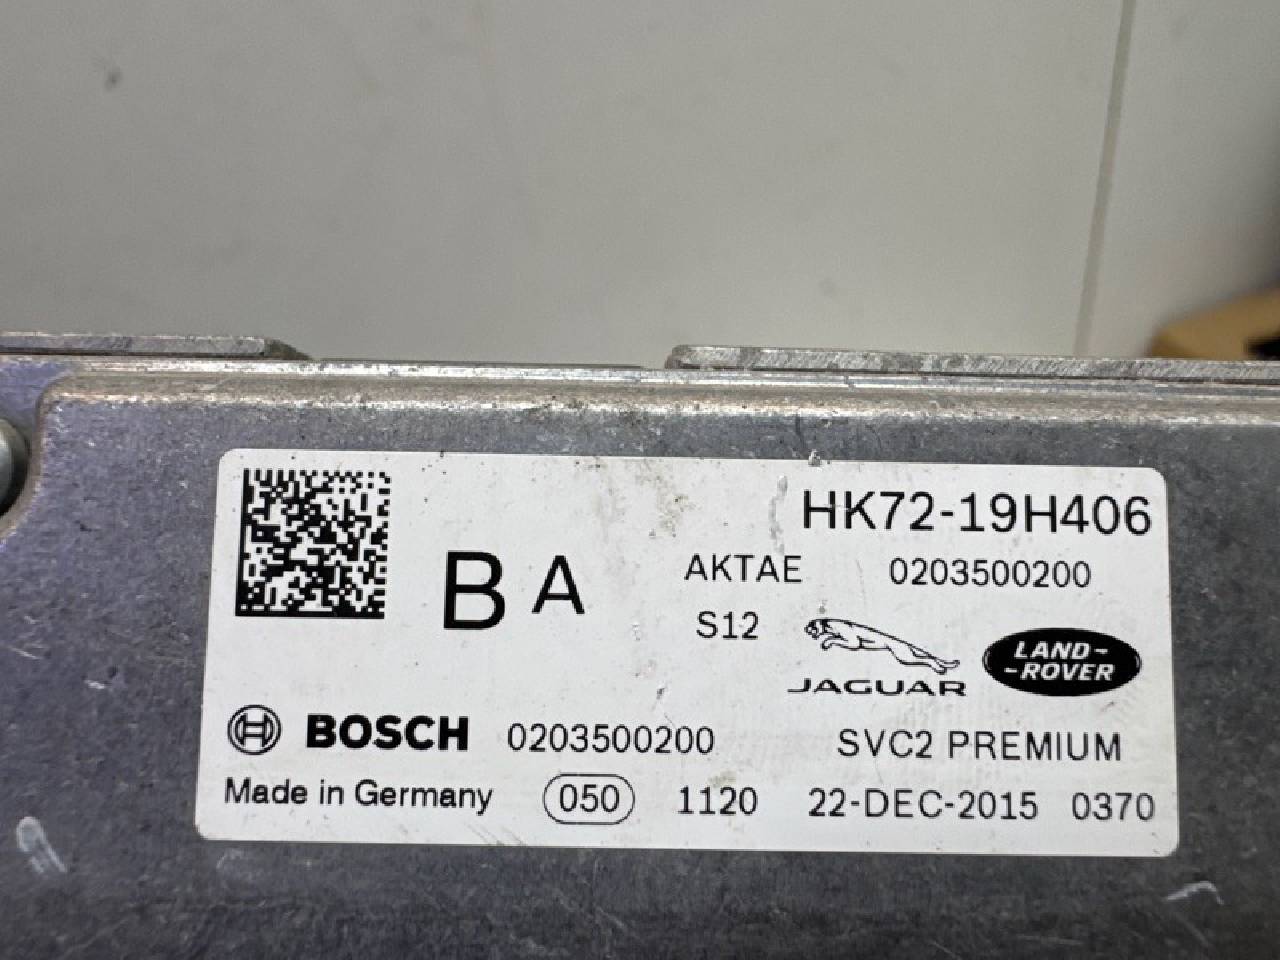 HK72-19H406
B A
AKTAE 0203500200
S12
JAGUAR
LAND-
-ROVER
BOSCH 0203500200 SVC2 PREMIUM
Made in Germany 050 1120 22-DEC-2015 0370